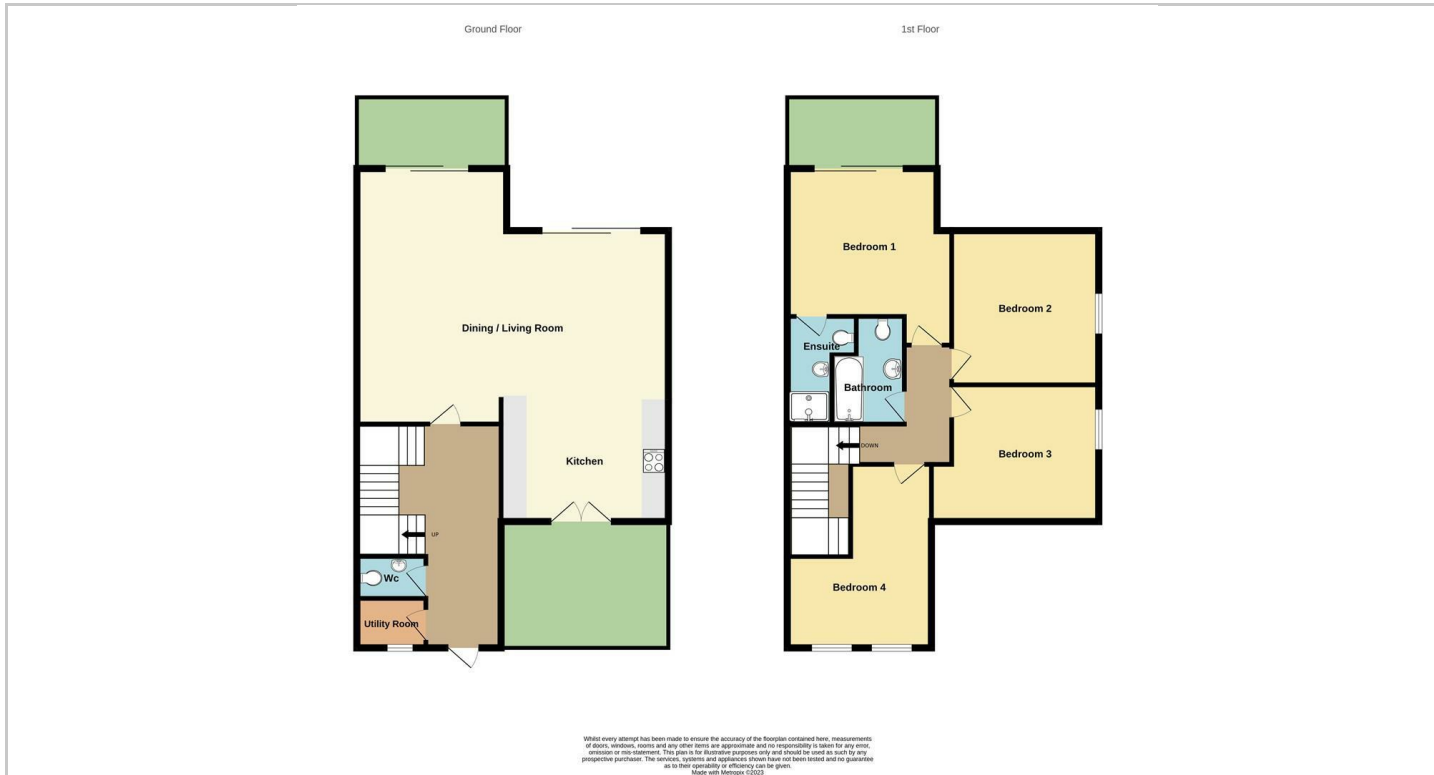 Ground Floor
1st Floor
Dining / Living Room
Kitchen
UP
Wc
Utility Room
Bedroom 1
Bedroom 2
Ensuite
Bathroom
DOWN
Bedroom 3
Bedroom 4
Whilst every attempt has been made to ensure the accuracy of the floorplan contained here, measurements
of doors, windows, rooms and any other items are approximate and no responsibility is taken for any error,
omission or mis-statement. This plan is for illustrative purposes only and should be used as such by any
prospective purchaser. The services, systems and appliances shown have not been tested and no guarantee
as to their operability or efficiency can be given.
Made with Metropix ©2023